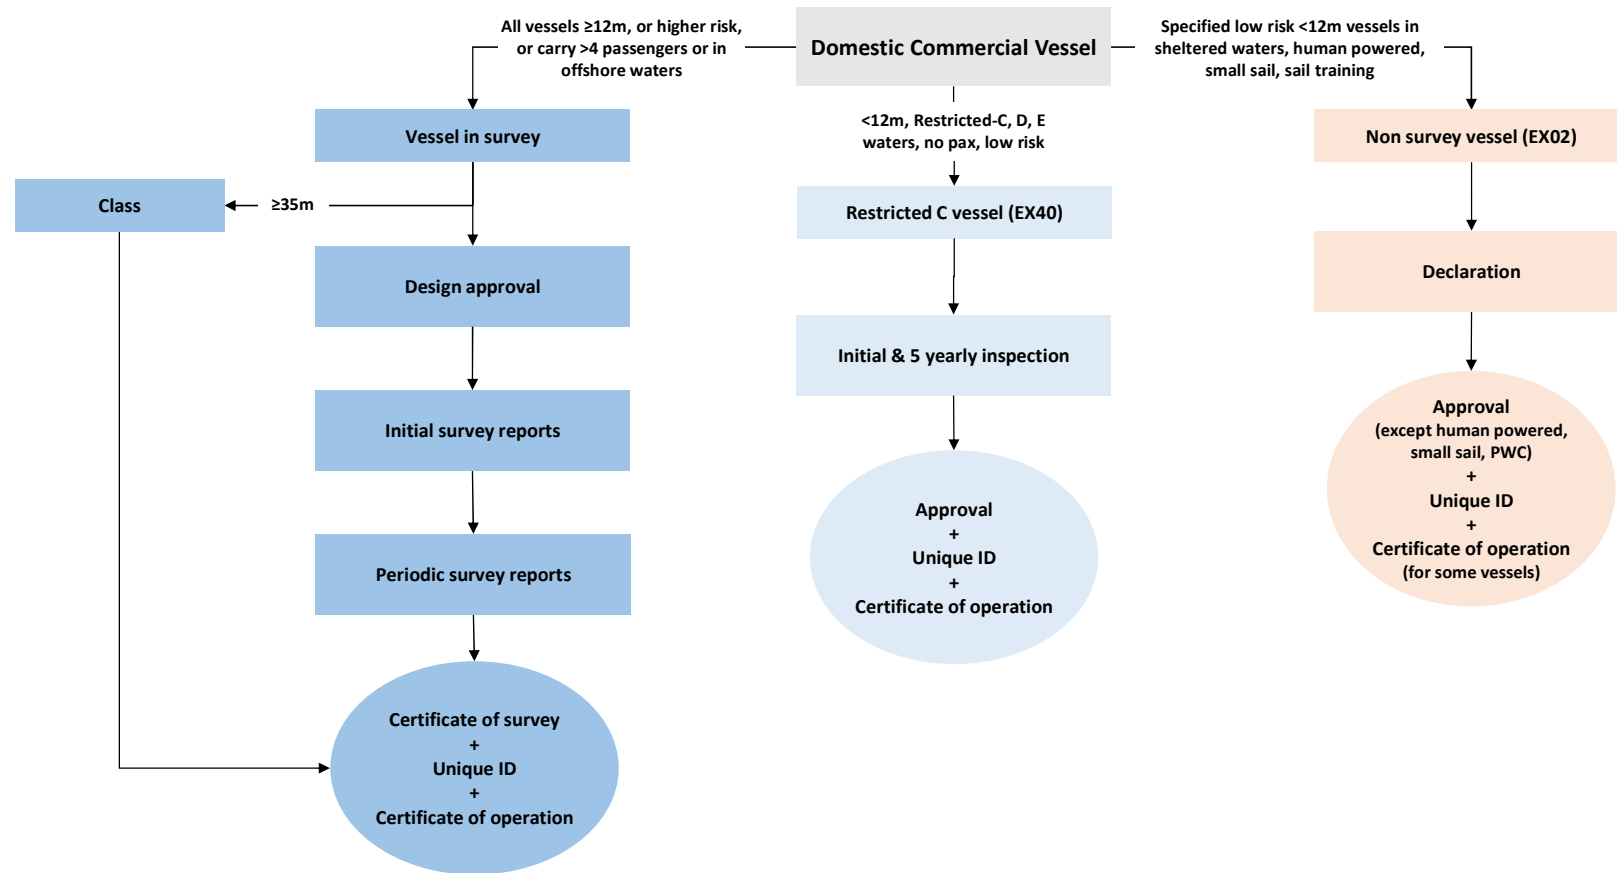 All vessels ≥12m, or higher risk,
or carry >4 passengers or in
offshore waters
Domestic Commercial Vessel
Specified low risk <12m vessels in
sheltered waters, human powered,
small sail, sail training
Vessel in survey
Class
≥35m
Design approval
Initial survey reports
Periodic survey reports
Certificate of survey
+
Unique ID
+
Certificate of operation
<12m, Restricted-C, D, E
waters, no pax, low risk
Restricted C vessel (EX40)
Initial & 5 yearly inspection
Approval
+
Unique ID
+
Certificate of operation
Non survey vessel (EX02)
Declaration
Approval
(except human powered,
small sail, PWC)
+
Unique ID
+
Certificate of operation
(for some vessels)